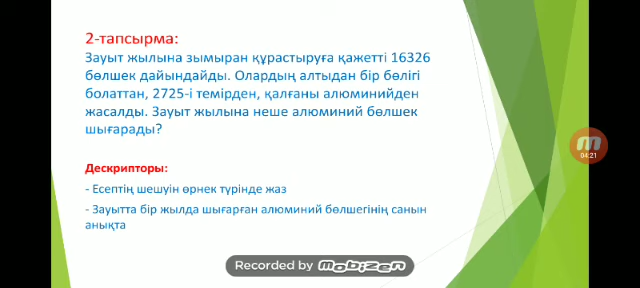 2-тапсырма:
Зауыт жылына зымыран құрастыруға қажетті 16326
бөлшек дайындайды. Олардың алтыдан бір бөлігі
болаттан, 2725-і темірден, қалғаны алюминийден
жасалды. Зауыт жылына неше алюминий бөлшек
шығарады?
04:21
Дескрипторы:
- Есептің шешуін өрнек түрінде жаз
- Зауытта бір жылда шығарған алюминий бөлшегінің санын
анықта
Recorded by Mobizen